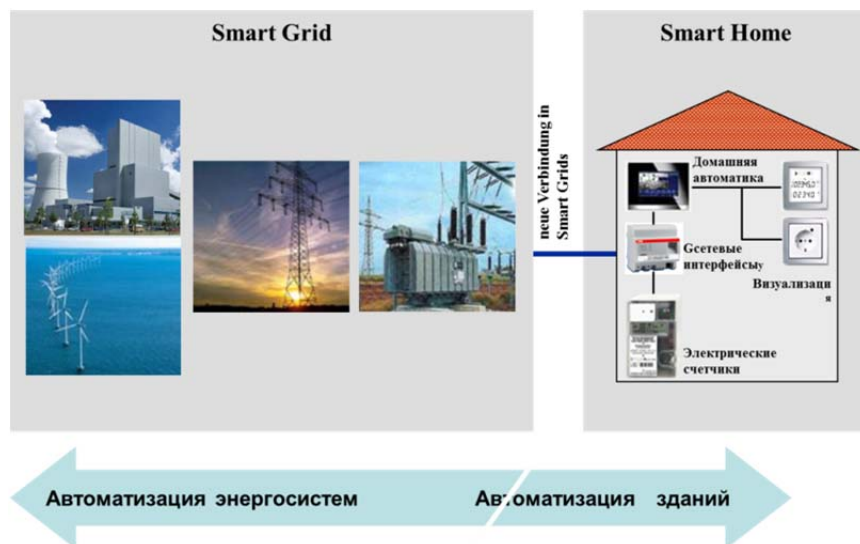 Smart Grid
Smart Home
neue Verbindung in
Smart Grids
Домашняя
автоматика
Gсетевые
интерфейсыy
Визуализаци
я
Электрические
счетчики
Автоматизация энергосистем
Автоматизация зданий